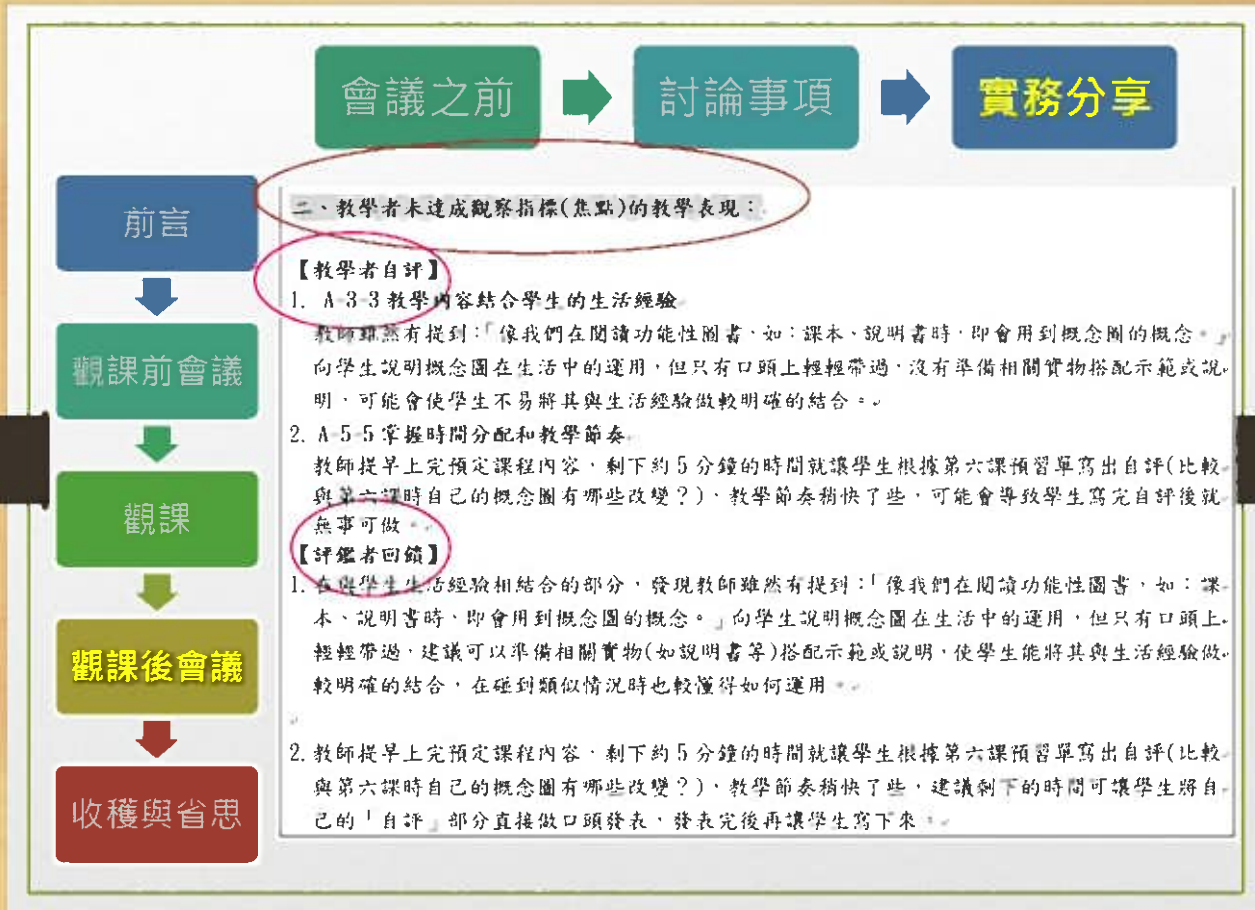 會議之前
討論事項
實務分享
前言
觀課前會議
觀課
觀課後會議
收穫與省思
二、教學者未達成觀察指標(焦點)的教學表現：
【教學者自評】
1. A-3-3 教學內容結合學生的生活經驗
教師雖然有提到：「像我們在閱讀功能性圖書，如：課本、說明書時，即會用到概念圖的概念。」
向學生說明概念圖在生活中的運用，但只有口頭上輕輕帶過，沒有準備相關實物搭配示範或說
明，可能會使學生不易將其與生活經驗做較明確的結合。
2. A-5-5 掌握時間分配和教學節奏
教師提早上完預定課程內容，剩下約 5 分鐘的時間就讓學生根據第六課預習單寫出自評(比較
與第六課時自己的概念圖有哪些改變？)，教學節奏稍快了些，可能會導致學生寫完自評後就
無事可做。
【評鑑者回饋】
1. 在與學生生活經驗相結合的部分，發現教師雖然有提到：「像我們在閱讀功能性圖書，如：課
本、說明書時，即會用到概念圖的概念。」向學生說明概念圖在生活中的運用，但只有口頭上
輕輕帶過，建議可以準備相關實物(如說明書等)搭配示範或說明，使學生能將其與生活經驗做
較明確的結合，在碰到類似情況時也較懂得如何運用。
2. 教師提早上完預定課程內容，剩下約 5 分鐘的時間就讓學生根據第六課預習單寫出自評(比較
與第六課時自己的概念圖有哪些改變？)，教學節奏稍快了些，建議剩下的時間可讓學生將自
己的「自評」部分直接做口頭發表，發表完後再讓學生寫下來。